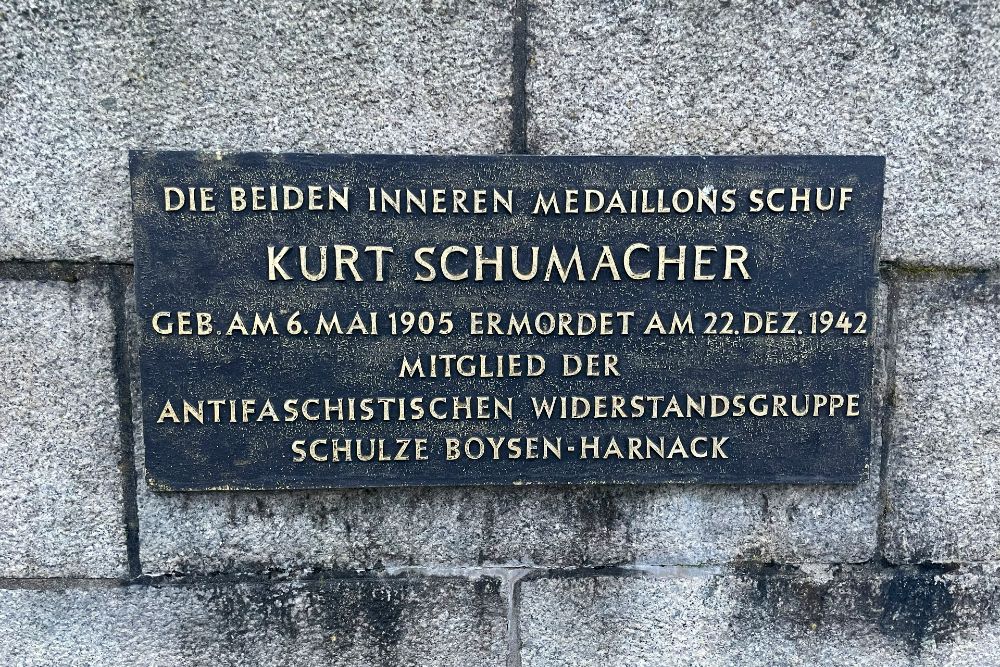 DIE BEIDEN INNEREN MEDAILLONS SCHUF
KURT SCHUMACHER
GEB. AM 6. MAI 1905 ERMORDET AM 22. DEZ. 1942
MITGLIED DER
ANTIFASCHISTISCHEN WIDERSTANDSGRUPPE
SCHULZE BOYSEN-HARNACK